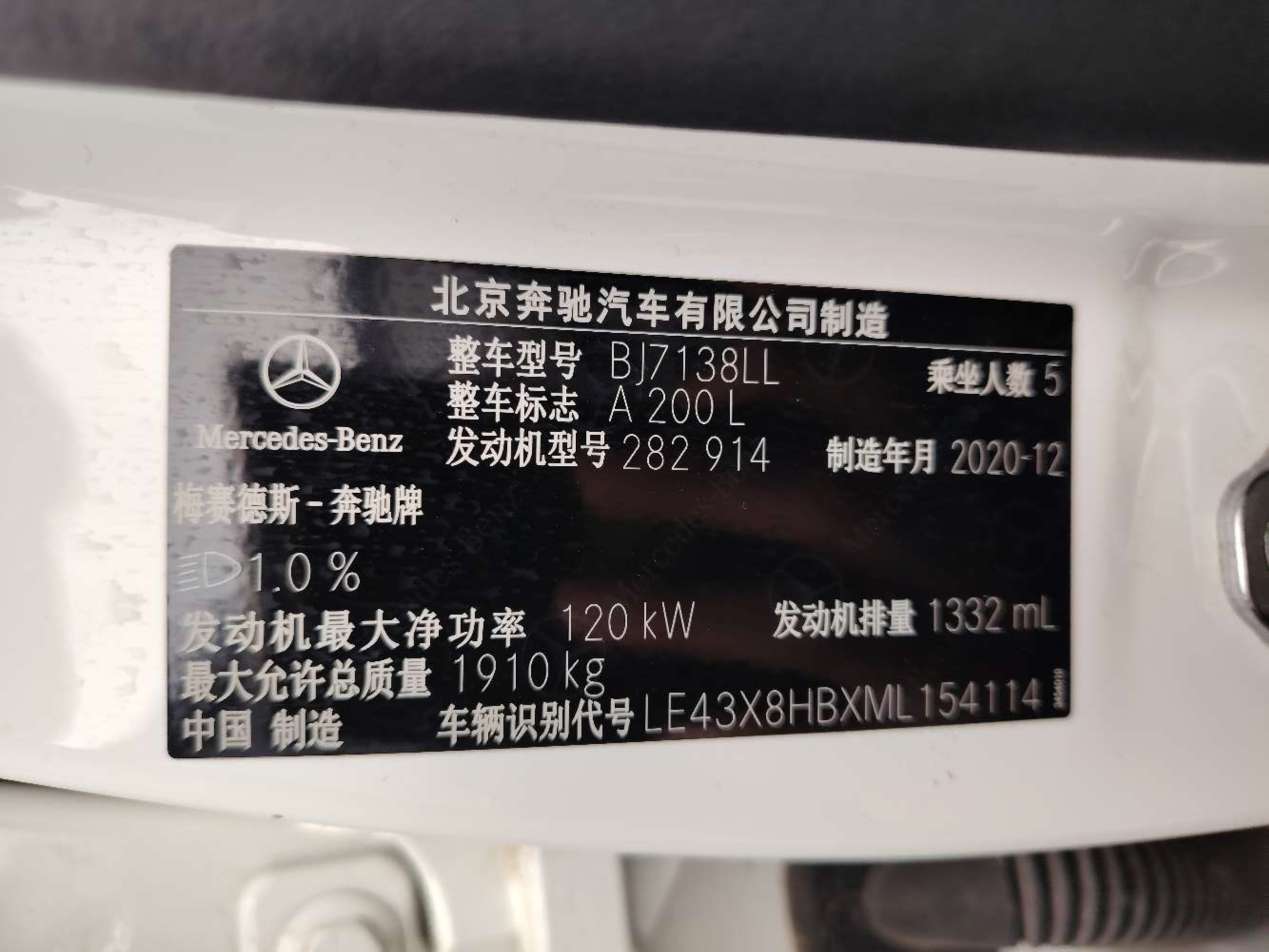 北京奔驰汽车有限公司制造
整车型号 BJ7138LL 乘坐人数 5
整车标志 A 200 L
Mercedes-Benz
发动机型号 282 914 制造年月 2020-12
梅赛德斯-奔驰牌
1.0 %
发动机最大净功率 120 kW 发动机排量 1332 mL
最大允许总质量 1910 kg
中国 制造 车辆识别代号 LE43X8HBXML154114